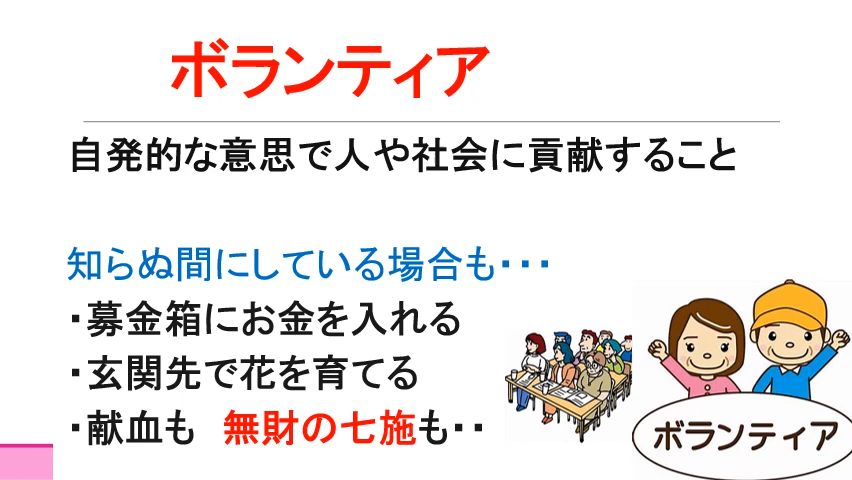 ボランティア
自発的な意思で人や社会に貢献すること
知らぬ間にしている場合も・・・
・募金箱にお金を入れる
・玄関先で花を育てる
・献血も　無財の七施も・・
ボランティア